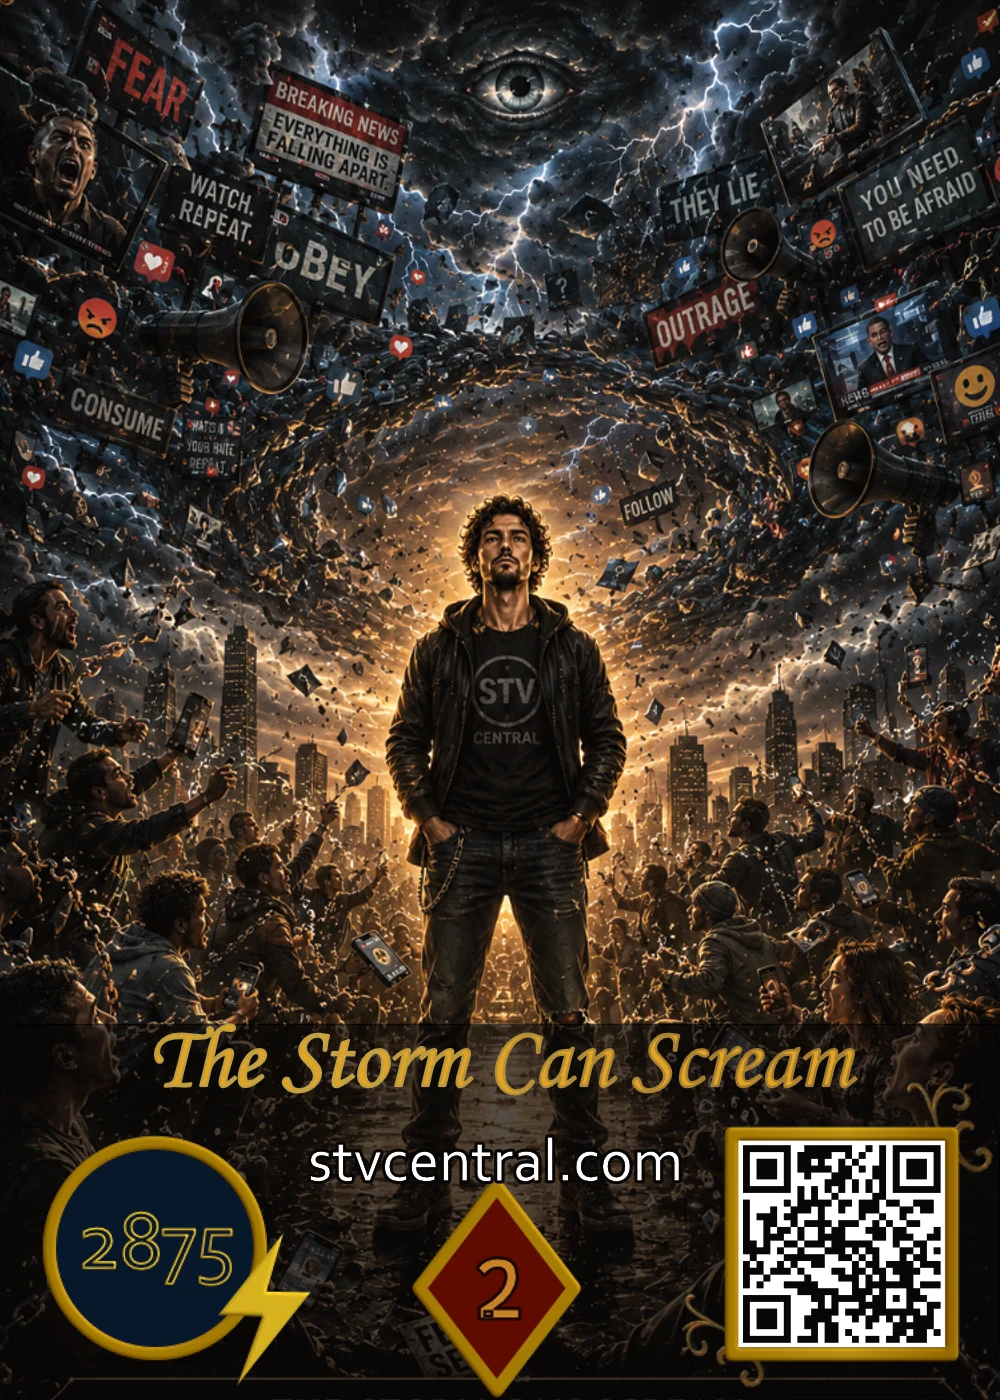 FEAR
BREAKING NEWS
EVERYTHING IS
FALLING APART.
WATCH.
REPEAT.
OBEY
THEY LIE
YOU NEED.
TO BE AFRAID
OUTRAGE
NEWS
CONSUME
REPEAT.
FOLLOW
STV
CENTRAL
The Storm Can Scream
stvcentral.com
2875
2